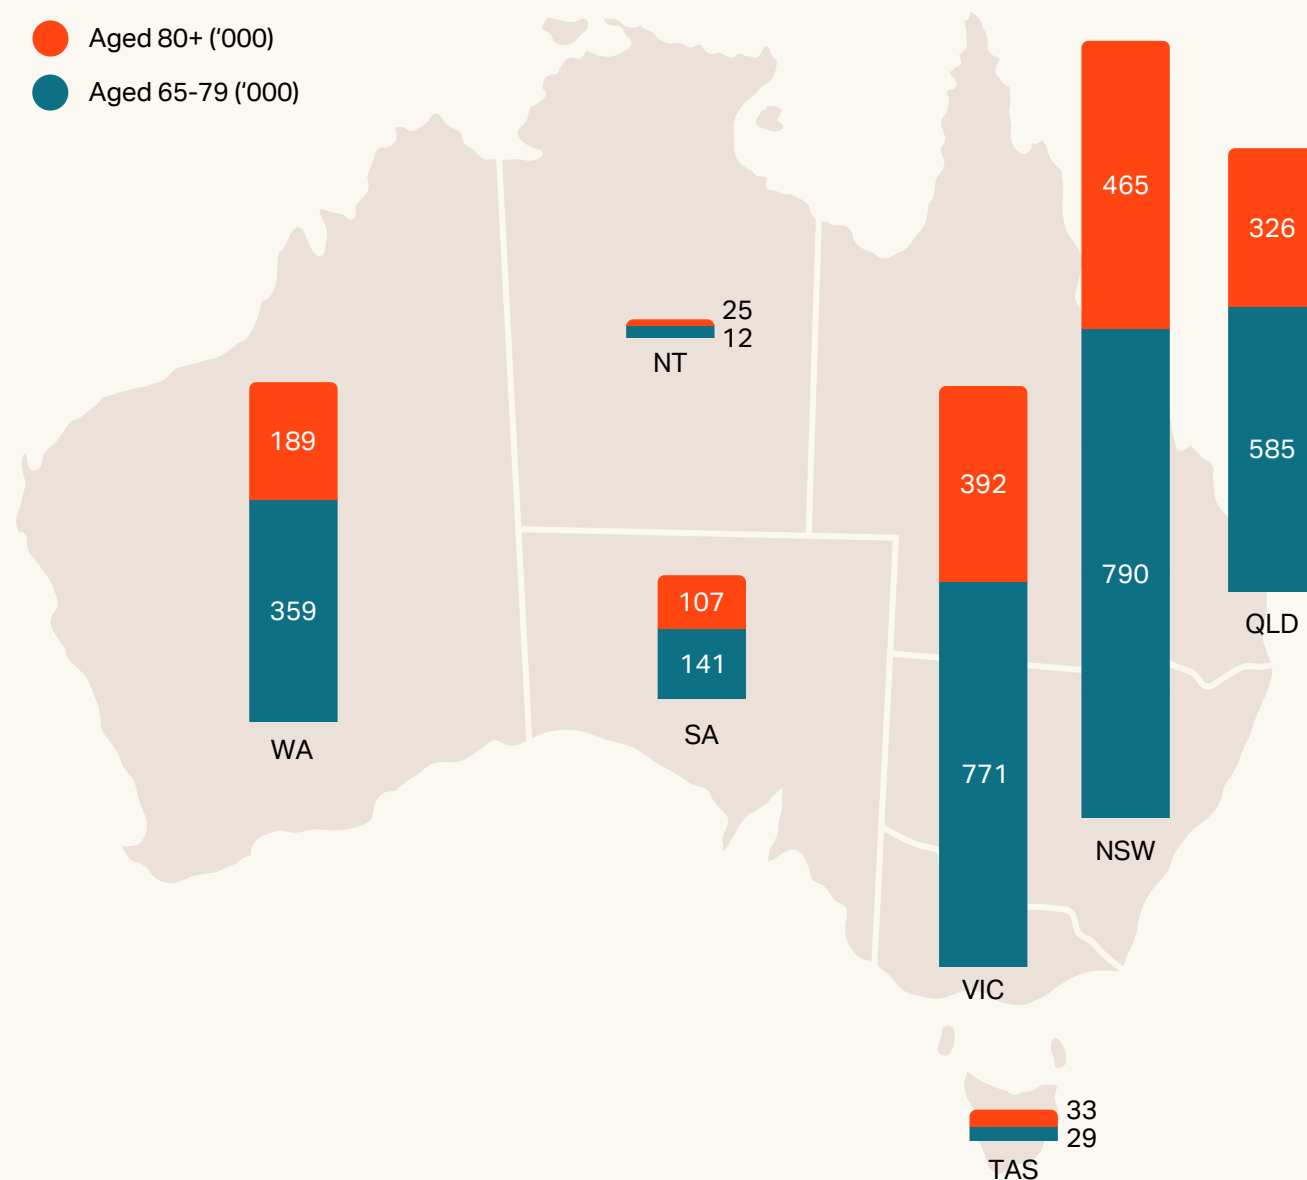 Aged 80+ (‘000)
Aged 65-79 (‘000)
465
326
189
25
12
NT
392
585
359
790
107
141
QLD
SA
WA
771
NSW
VIC
33
29
TAS